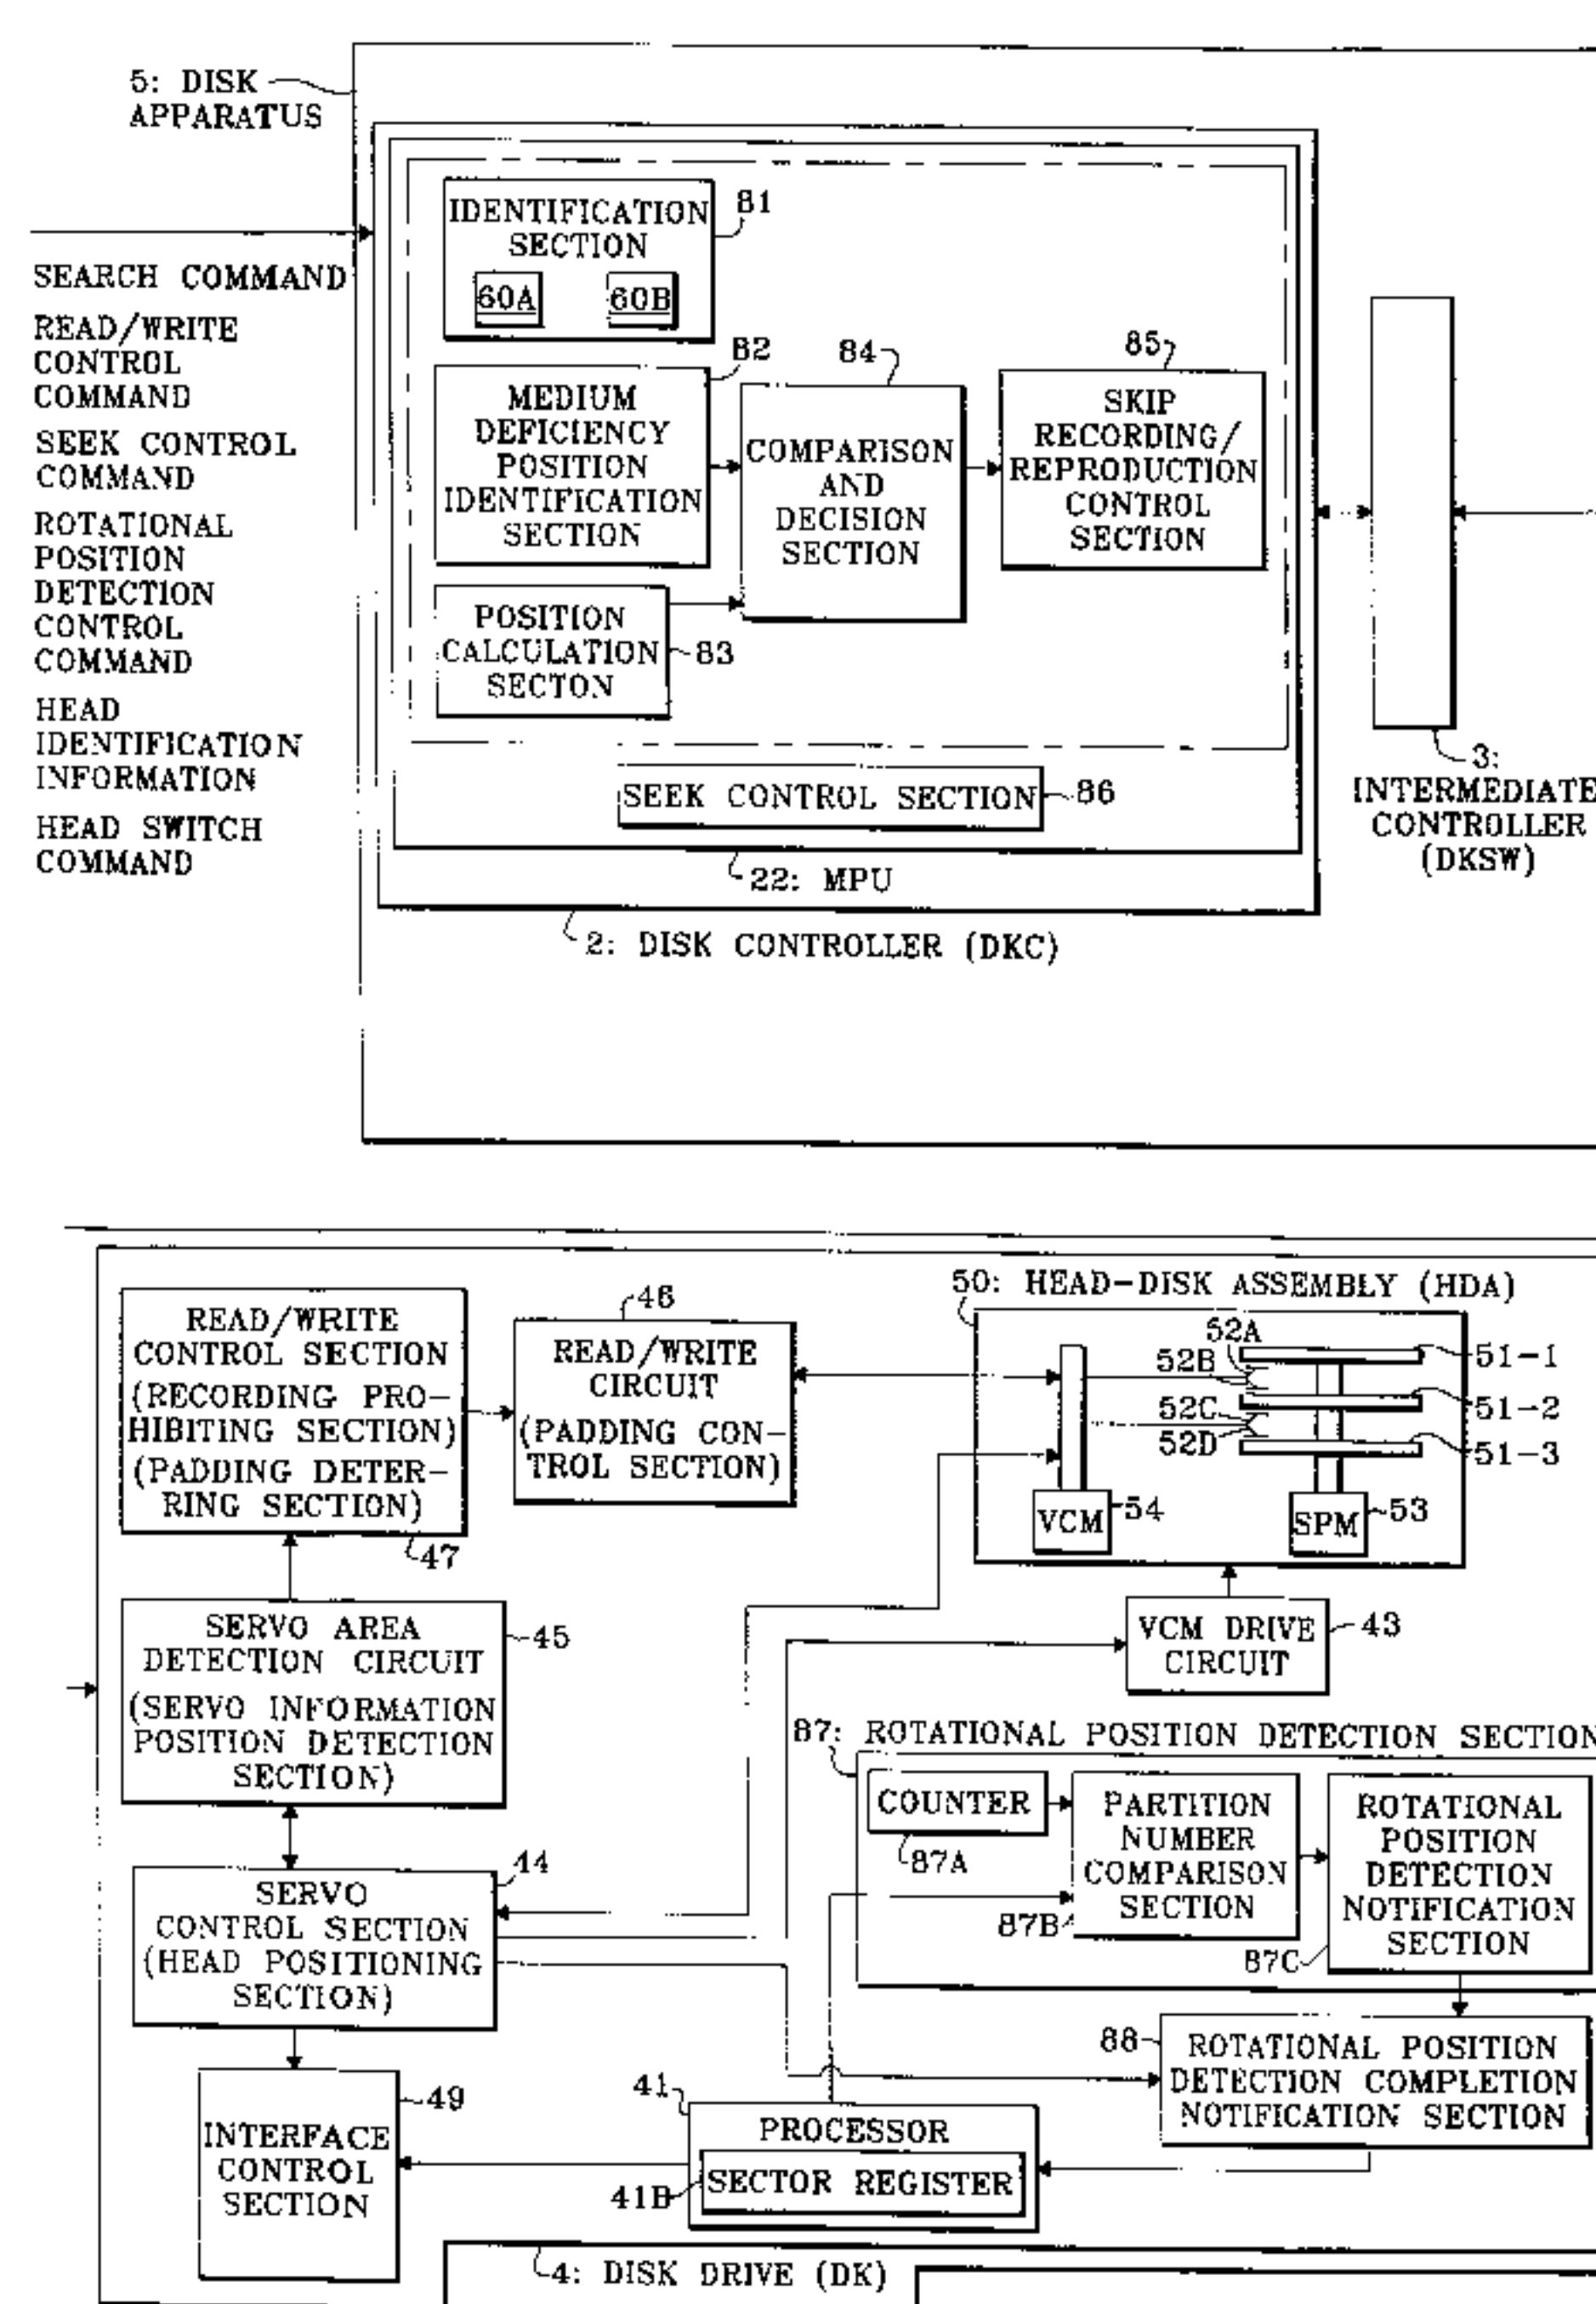 5: DISK
APPARATUS
SEARCH COMMAND
READ/WRITE
CONTROL
COMMAND
SEEK CONTROL
COMMAND
ROTATIONAL
POSITION
DETECTION
CONTROL
COMMAND
HEAD
IDENTIFICATION
INFORMATION
HEAD SWITCH
COMMAND
IDENTIFICATION
SECTION
60A 60B
81
MEDIUM
DEFICIENCY
POSITION
IDENTIFICATION
SECTION
82
POSITION
CALCULATION
SECTON
83
84
COMPARISON
AND
DECISION
SECTION
85
SKIP
RECORDING/
REPRODUCTION
CONTROL
SECTION
SEEK CONTROL SECTION
86
22: MPU
2: DISK CONTROLLER (DKC)
3:
INTERMEDIATE
CONTROLLER
(DKSW)
READ/WRITE
CONTROL SECTION
(RECORDING PRO-
HIBITING SECTION)
(PADDING DETER-
RING SECTION)
47
46
READ/WRITE
CIRCUIT
(PADDING CON-
TROL SECTION)
50: HEAD-DISK ASSEMBLY (HDA)
52A
52B
52C
52D
51-1
51-2
51-3
VCM
54
SPM
53
SERVO AREA
DETECTION CIRCUIT
(SERVO INFORMATION
POSITION DETECTION
SECTION)
45
VCM DRIVE
CIRCUIT
43
87: ROTATIONAL POSITION DETECTION SECTION
COUNTER
87A
PARTITION
NUMBER
COMPARISON
SECTION
87B
ROTATIONAL
POSITION
DETECTION
NOTIFICATION
SECTION
87C
44
SERVO
CONTROL SECTION
(HEAD POSITIONING
SECTION)
88
ROTATIONAL POSITION
DETECTION COMPLETION
NOTIFICATION SECTION
49
INTERFACE
CONTROL
SECTION
41
PROCESSOR
SECTOR REGISTER
41B
4: DISK DRIVE (DK)